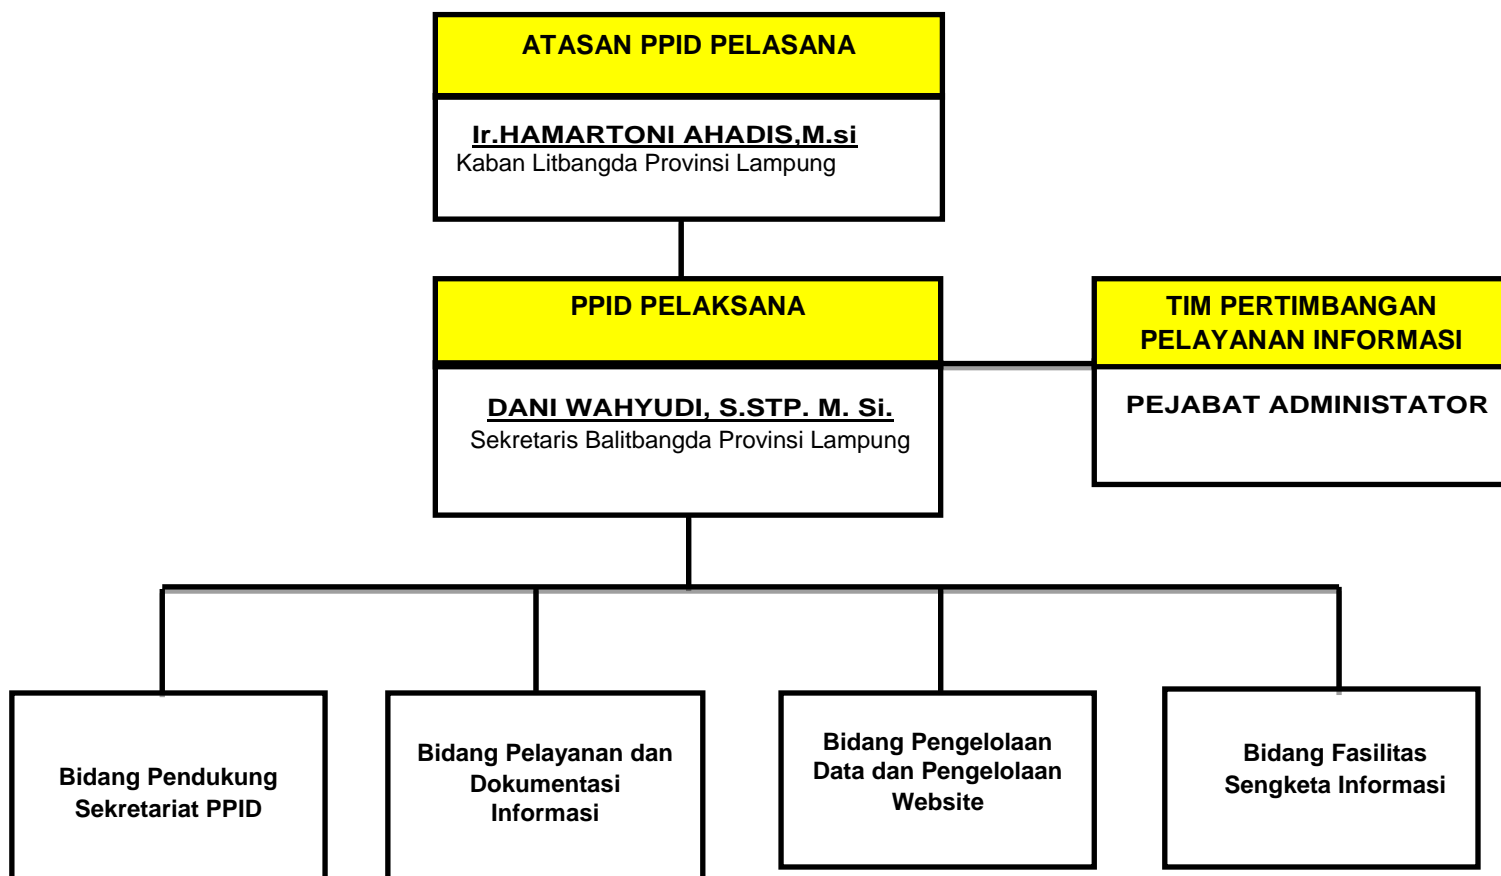 ATASAN PPID PELASANA
Ir.HAMARTONI AHADIS,M.si
Kaban Litbangda Provinsi Lampung
PPID PELAKSANA
DANI WAHYUDI, S.STP. M. Si.
Sekretaris Balitbangda Provinsi Lampung
TIM PERTIMBANGAN
PELAYANAN INFORMASI
PEJABAT ADMINISTATOR
Bidang Pendukung
Sekretariat PPID
Bidang Pelayanan dan
Dokumentasi
Informasi
Bidang Pengelolaan
Data dan Pengelolaan
Website
Bidang Fasilitas
Sengketa Informasi